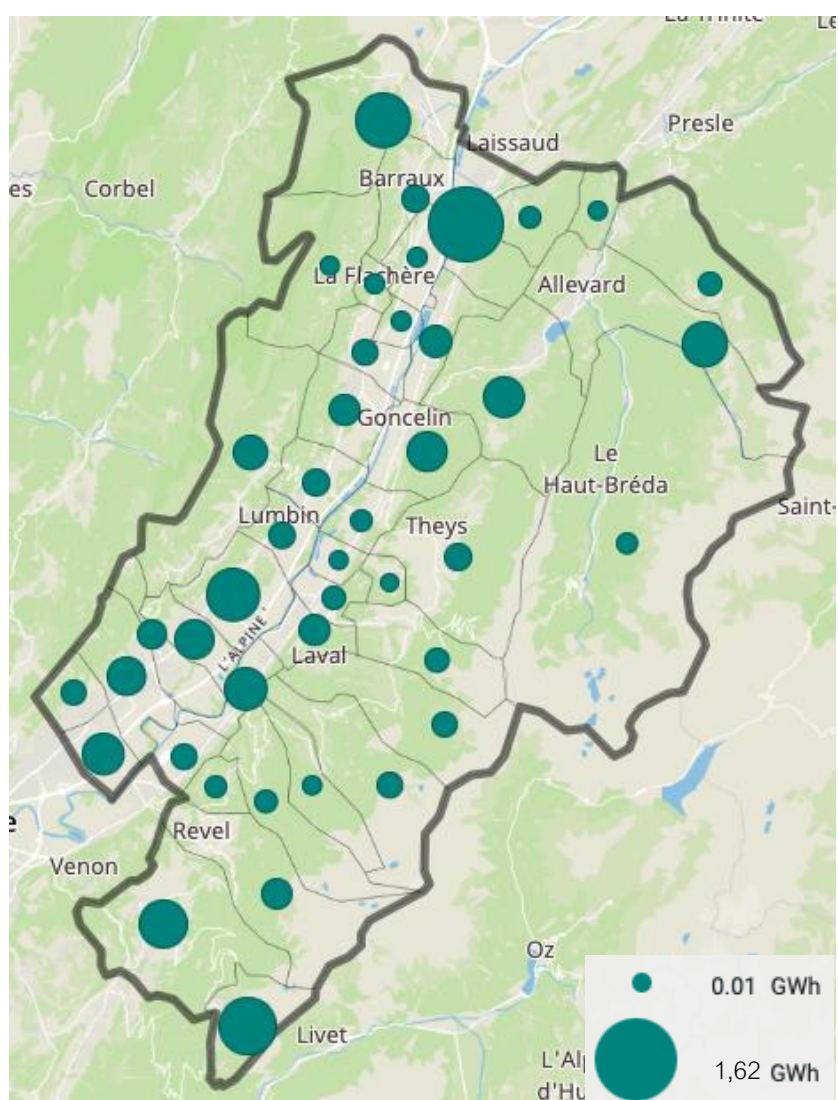 Presle
Laissaud
es
Corbel
Barraux
La Flachère
Allevard
Goncelin
Le
Haut-Bréda
Saint-
Lumbin
Theys
L'ALPINE
Laval
Revel
Venon
Oz
0.01 GWh
Livet
1,62 GWh
d'Hu